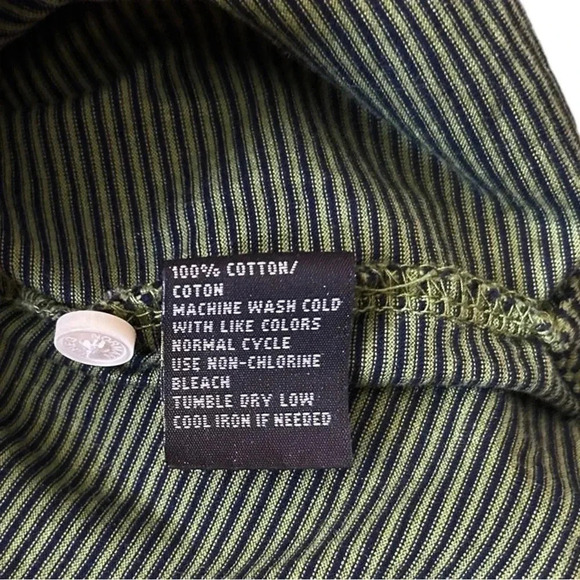 100% COTTON/
COTON
MACHINE WASH COLD
WITH LIKE COLORS
NORMAL CYCLE
USE NON-CHLORINE
BLEACH
TUMBLE DRY LOW
COOL IRON IF NEEDED